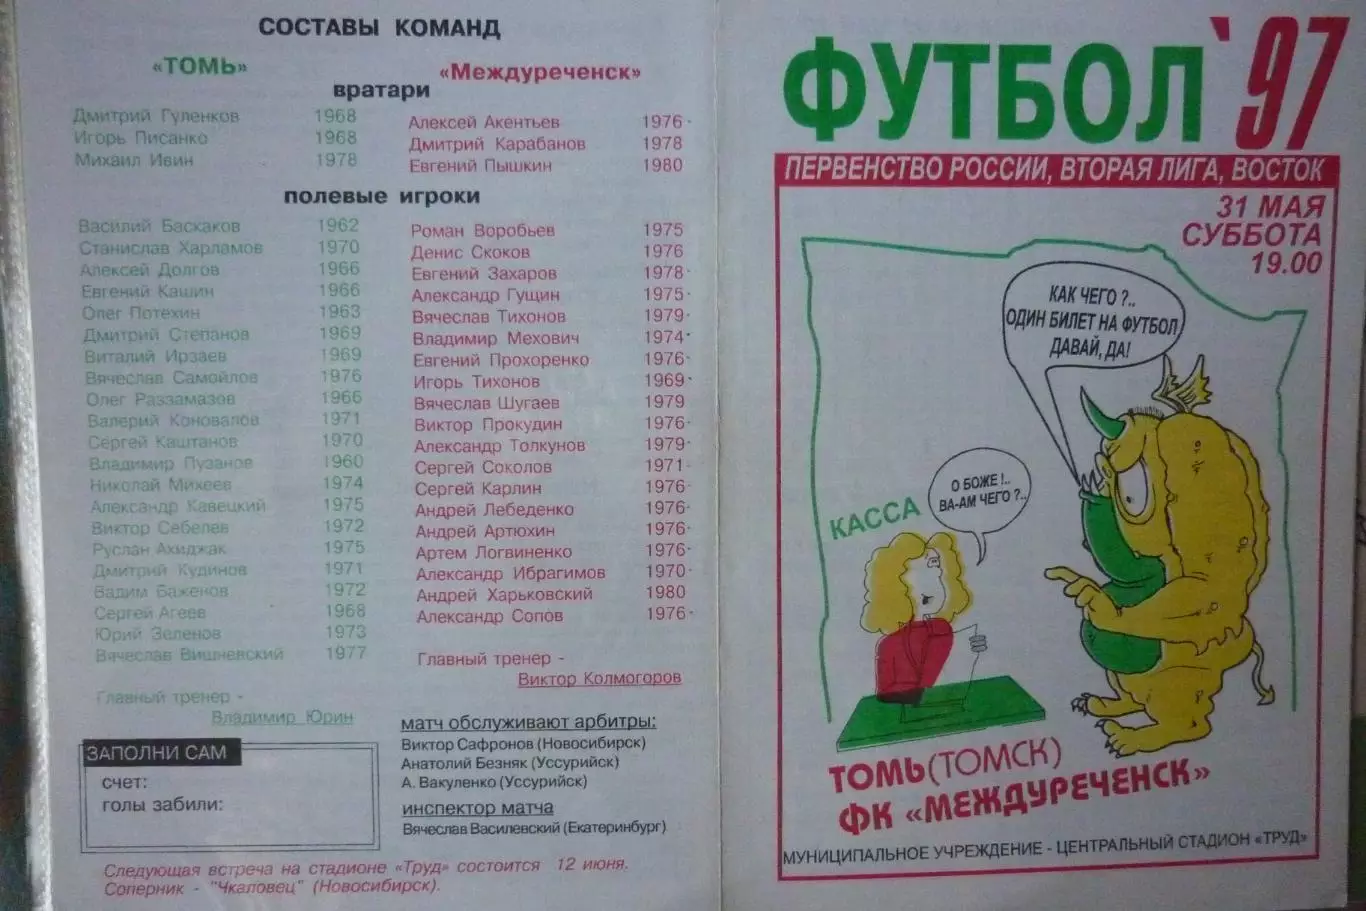 СОСТАВЫ КОМАНД
«ТОМЬ»
«Междуреченск»
вратари
Дмитрий Гуленков 1968
Игорь Писанко 1968
Михаил Ивин 1978
Алексей Акентьев 1976
Дмитрий Карабанов 1978
Евгений Пышкин 1980
полевые игроки
Василий Баскаков 1962
Станислав Харламов 1970
Алексей Долгов 1966
Евгений Кашин 1966
Олег Потехин 1963
Дмитрий Степанов 1969
Виталий Ирзаев 1969
Вячеслав Самойлов 1976
Олег Раззамазов 1966
Валерий Коновалов 1971
Сергей Каштанов 1970
Владимир Пузанов 1960
Николай Михеев 1974
Александр Кавецкий 1975
Виктор Себелев 1972
Руслан Ахиджак 1975
Дмитрий Кудинов 1971
Вадим Баженов 1972
Сергей Агеев 1968
Юрий Зеленов 1973
Вячеслав Вишневский 1977
Главный тренер -
Владимир Юрин
Роман Воробьев 1975
Денис Скоков 1976
Евгений Захаров 1978
Александр Гущин 1975
Вячеслав Тихонов 1979
Владимир Мехович 1974
Евгений Прохоренко 1976
Игорь Тихонов 1969
Вячеслав Шугаев 1979
Виктор Прокудин 1976
Александр Толкунов 1979
Сергей Соколов 1971
Сергей Карлин 1976
Андрей Лебеденко 1976
Андрей Артюхин 1976
Артем Логвиненко 1976
Александр Ибрагимов 1970
Андрей Харьковский 1980
Александр Сопов 1976
Главный тренер -
Виктор Колмогоров
ЗАПОЛНИ САМ
счет:
голы забили:
матч обслуживают арбитры:
Виктор Сафронов (Новосибирск)
Анатолий Безняк (Уссурийск)
А. Вакуленко (Уссурийск)
инспектор матча
Вячеслав Василевский (Екатеринбург)
Следующая встреча на стадионе «Труд» состоится 12 июня.
Соперник - "Чкаловец" (Новосибирск).
ФУТБОЛ '97
ПЕРВЕНСТВО РОССИИ, ВТОРАЯ ЛИГА, ВОСТОК
31 МАЯ
СУББОТА
19.00
КАК ЧЕГО ?..
ОДИН БИЛЕТ НА ФУТБОЛ
ДАВАЙ, ДА!
О БОЖЕ !..
ВА-АМ ЧЕГО ?..
КАССА
ТОМЬ (ТОМСК)
ФК «МЕЖДУРЕЧЕНСК»
МУНИЦИПАЛЬНОЕ УЧРЕЖДЕНИЕ - ЦЕНТРАЛЬНЫЙ СТАДИОН «ТРУД»